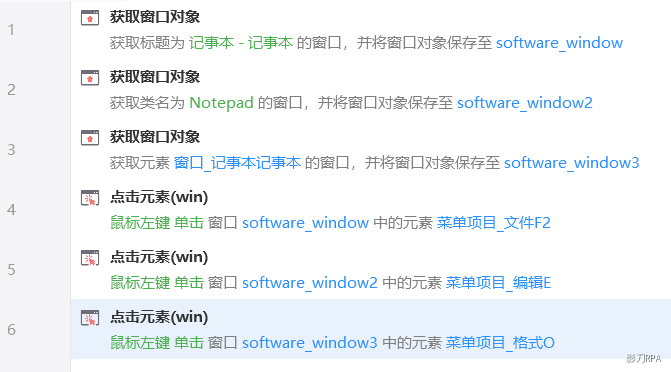 1
获取窗口对象
获取标题为 记事本 - 记事本 的窗口，并将窗口对象保存至 software_window
2
获取窗口对象
获取类名为 Notepad 的窗口，并将窗口对象保存至 software_window2
3
获取窗口对象
获取元素 窗口_记事本记事本 的窗口，并将窗口对象保存至 software_window3
4
点击元素(win)
鼠标左键 单击 窗口 software_window 中的元素 菜单项目_文件F2
5
点击元素(win)
鼠标左键 单击 窗口 software_window2 中的元素 菜单项目_编辑E
6
点击元素(win)
鼠标左键 单击 窗口 software_window3 中的元素 菜单项目_格式O
影刀RPA